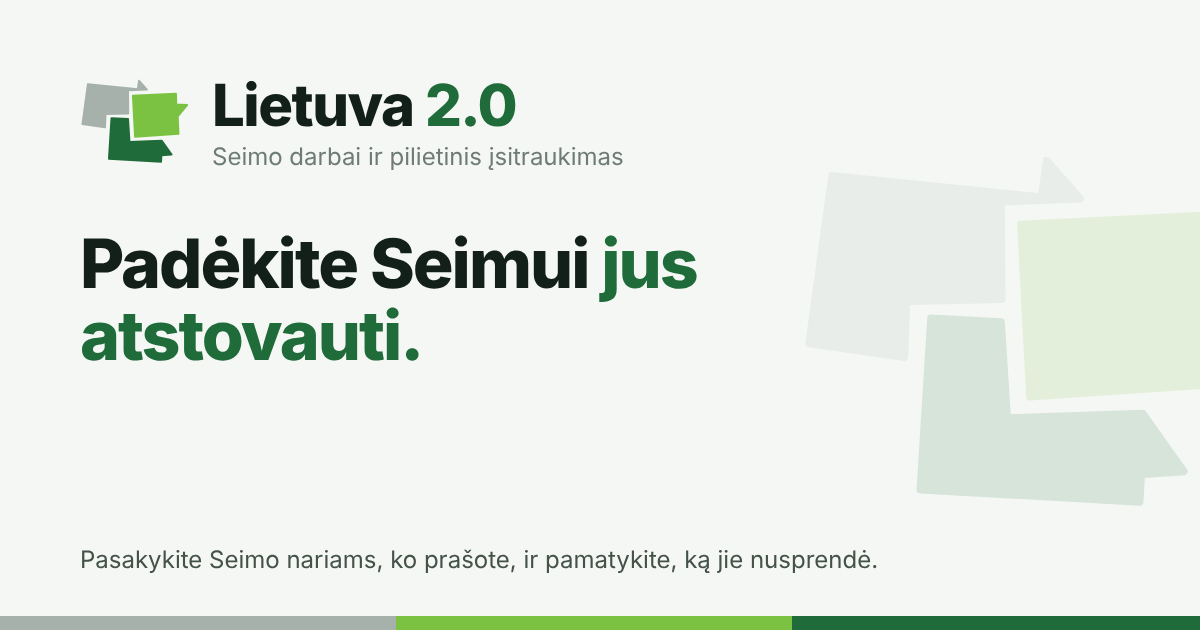 Lietuva 2.0
Seimo darbai ir pilietinis įsitraukimas
Padėkite Seimui jus
atstovauti.
Pasakykite Seimo nariams, ko prašote, ir pamatykite, ką jie nusprendė.